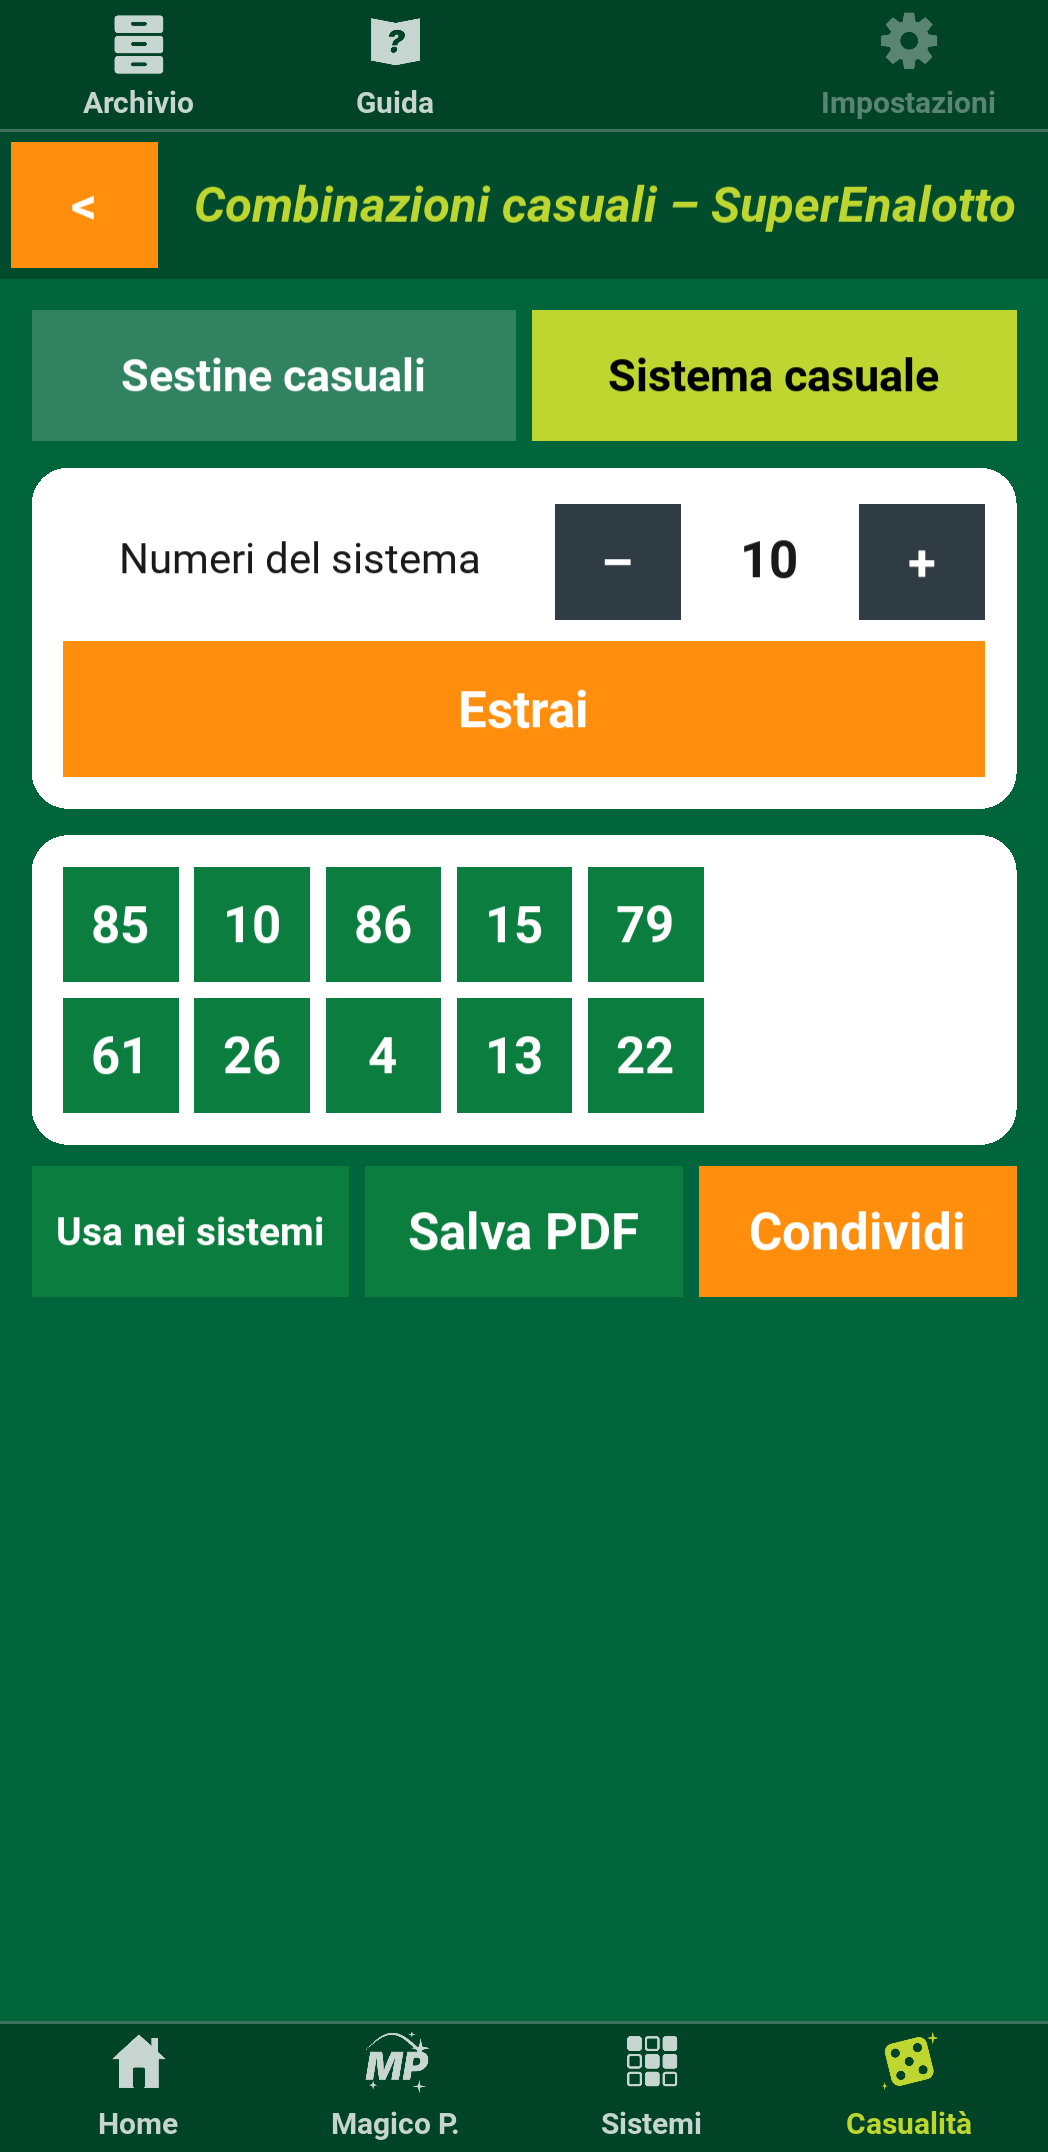 Archivio
?
Guida
Impostazioni
<
Combinazioni casuali – SuperEnalotto
Sestine casuali
Sistema casuale
Numeri del sistema
–
10
+
Estrai
85 10 86 15 79
61 26 4 13 22
Usa nei sistemi
Salva PDF
Condividi
MP
Home
Magico P.
Sistemi
Casualità